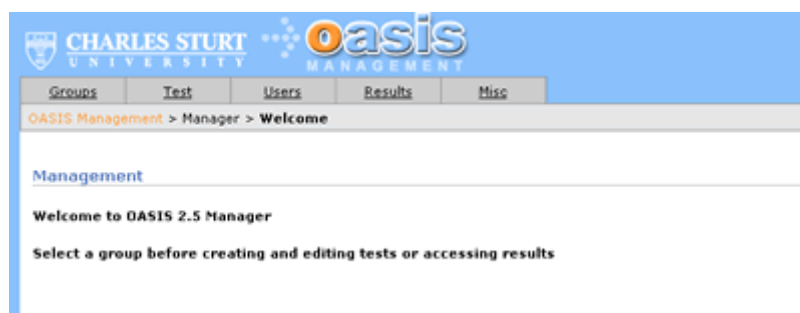 CHARLES STURT
UNIVERSITY
oasis
MANAGEMENT
Groups Test Users Results Misc
OASIS Management > Manager > Welcome
Management
Welcome to OASIS 2.5 Manager
Select a group before creating and editing tests or accessing results